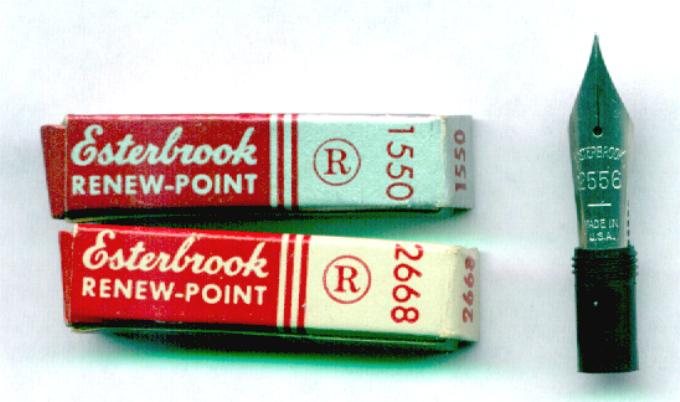 Esterbrook
RENEW-POINT
R
1550
1550
Esterbrook
RENEW-POINT
R
2668
2668
ESTERBROOK
2556
MADE IN
U.S.A.